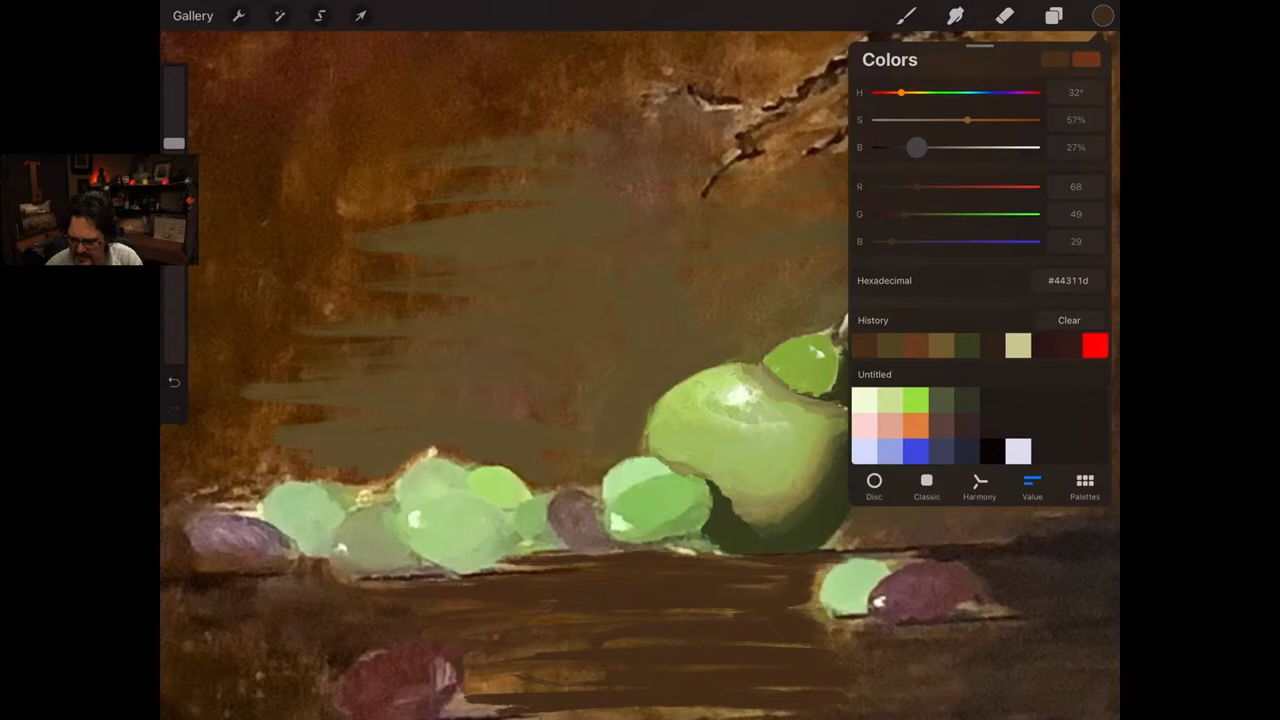 Gallery
Colors
H 32°
S 57%
B 27%
R 68
G 49
B 29
Hexadecimal #44311d
History Clear
Untitled
Disc Classic Harmony Value Palettes